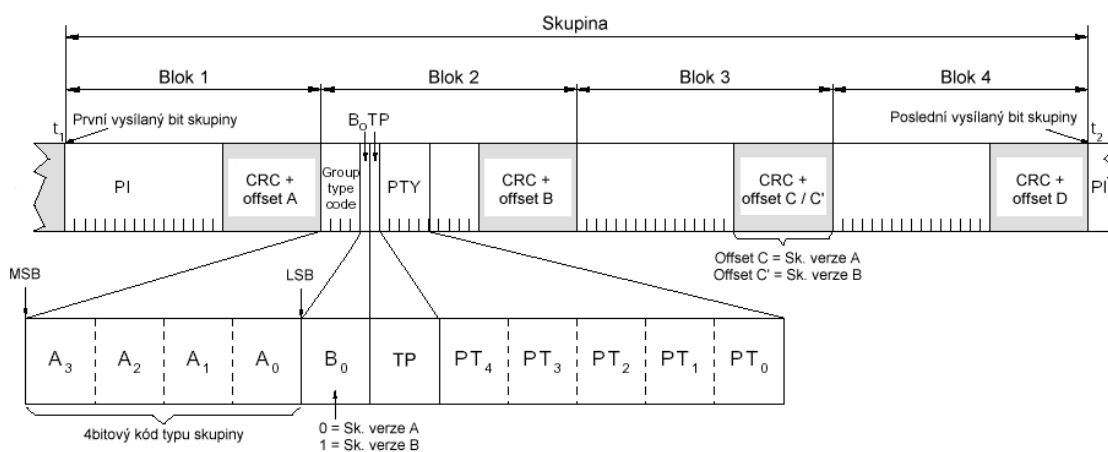 Skupina
Blok 1 Blok 2 Blok 3 Blok 4
t1 První vysílaný bit skupiny B0 TP Poslední vysílaný bit skupiny t2
PI CRC + offset A Group type code PTY CRC + offset B CRC + offset C / C' CRC + offset D PI
Offset C = Sk. verze A
Offset C' = Sk. verze B
MSB LSB
A3 A2 A1 A0 B0 TP PT4 PT3 PT2 PT1 PT0
4bitový kód typu skupiny
0 = Sk. verze A
1 = Sk. verze B